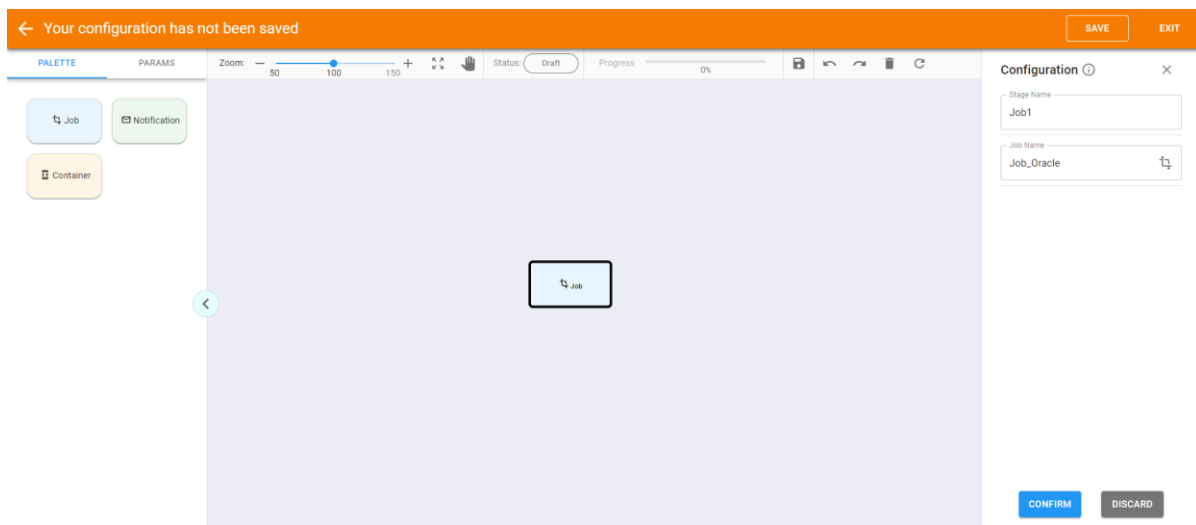 Your configuration has not been saved
SAVE
EXIT
PALETTE
PARAMS
Zoom:
50
100
150
Status:
Draft
Progress
0%
Job
Notification
Container
Job
Configuration
Stage Name
Job1
Job Name
Job_Oracle
CONFIRM
DISCARD